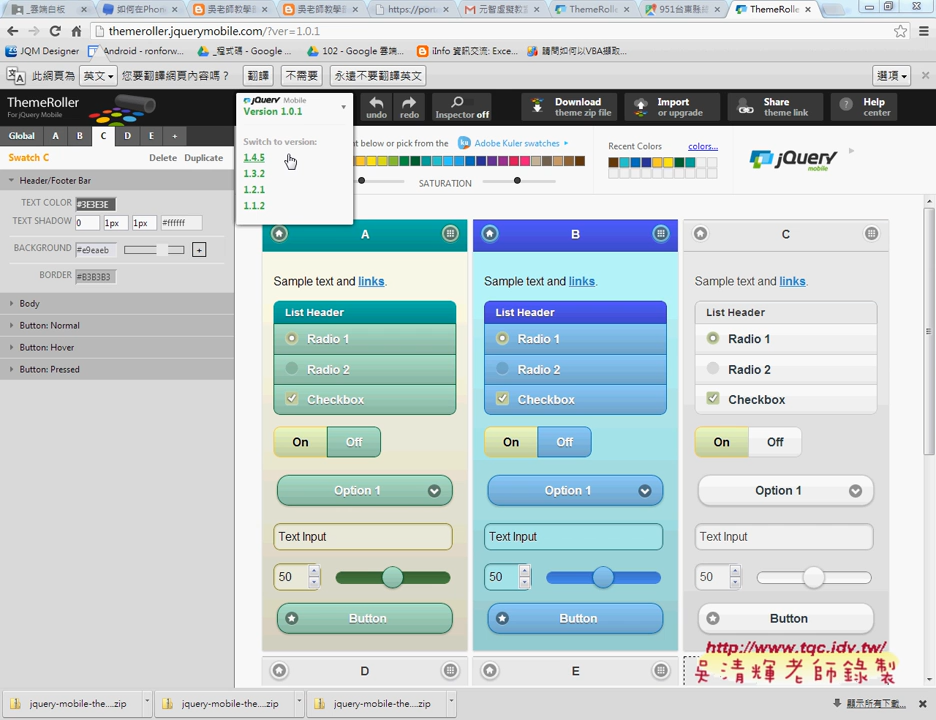 _雲端白板
如何在Phon
吳老師教學部
吳老師教學部
https://port
元智虛擬教
ThemeRoller
951台東縣
ThemeRoller
themeroller.jquerymobile.com/?ver=1.0.1
JQM Designer
Android - ronforw...
_程式碼 - Google ...
102 - Google 雲端...
iInfo 資訊交流: Exce...
請問如何以VBA擷取...
此網頁為
英文
您要翻譯網頁內容嗎？
翻譯
不需要
永遠不要翻譯英文
選項
ThemeRoller
for jQuery Mobile
jQuery Mobile
Version 1.0.1
undo
redo
Inspector off
Download
theme zip file
Import
or upgrade
Share
theme link
Help
center
Global
A
B
C
D
E
+
Switch to version:
1.4.5
1.3.2
1.2.1
1.1.2
nt below or pick from the
ku
Adobe Kuler swatches
SATURATION
Recent Colors
colors...
jQuery
mobile
Swatch C
Delete
Duplicate
Header/Footer Bar
TEXT COLOR
#3E3E3E
TEXT SHADOW
0
1px
1px
#ffffff
BACKGROUND
#e9eaeb
+
BORDER
#B3B3B3
Body
Button: Normal
Button: Hover
Button: Pressed
A
B
C
Sample text and links.
Sample text and links.
Sample text and links.
List Header
List Header
List Header
Radio 1
Radio 1
Radio 1
Radio 2
Radio 2
Radio 2
Checkbox
Checkbox
Checkbox
On
Off
On
Off
On
Off
Option 1
Option 1
Option 1
Text Input
Text Input
Text Input
50
50
50
Button
Button
Button
D
E
http://www.tqc.idv.tw/
吳清輝老師錄製
jquery-mobile-the....zip
jquery-mobile-the....zip
jquery-mobile-the....zip
顯示所有下載...